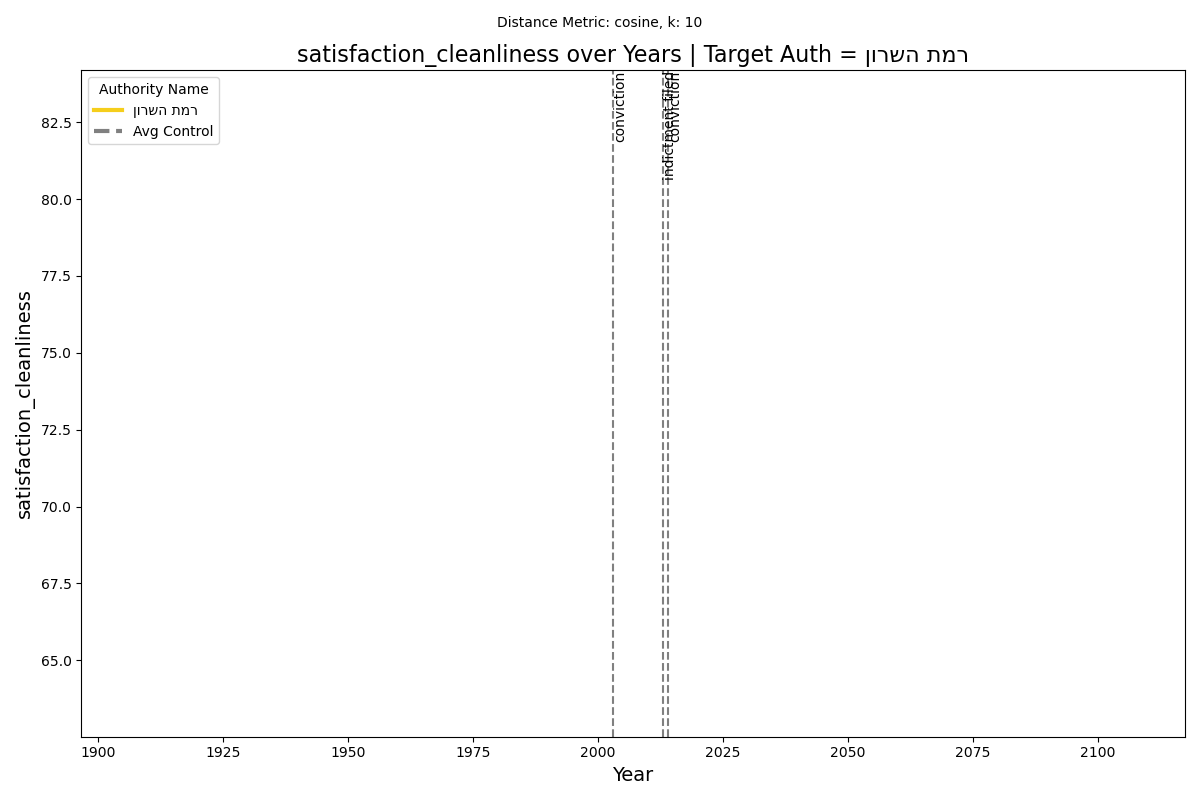 Distance Metric: cosine, k: 10
satisfaction_cleanliness over Years | Target Auth = רמת השרון
Authority Name
רמת השרון
Avg Control
conviction
indictment filed
conviction
82.5
80.0
77.5
75.0
72.5
70.0
67.5
65.0
satisfaction_cleanliness
1900 1925 1950 1975 2000 2025 2050 2075 2100
Year